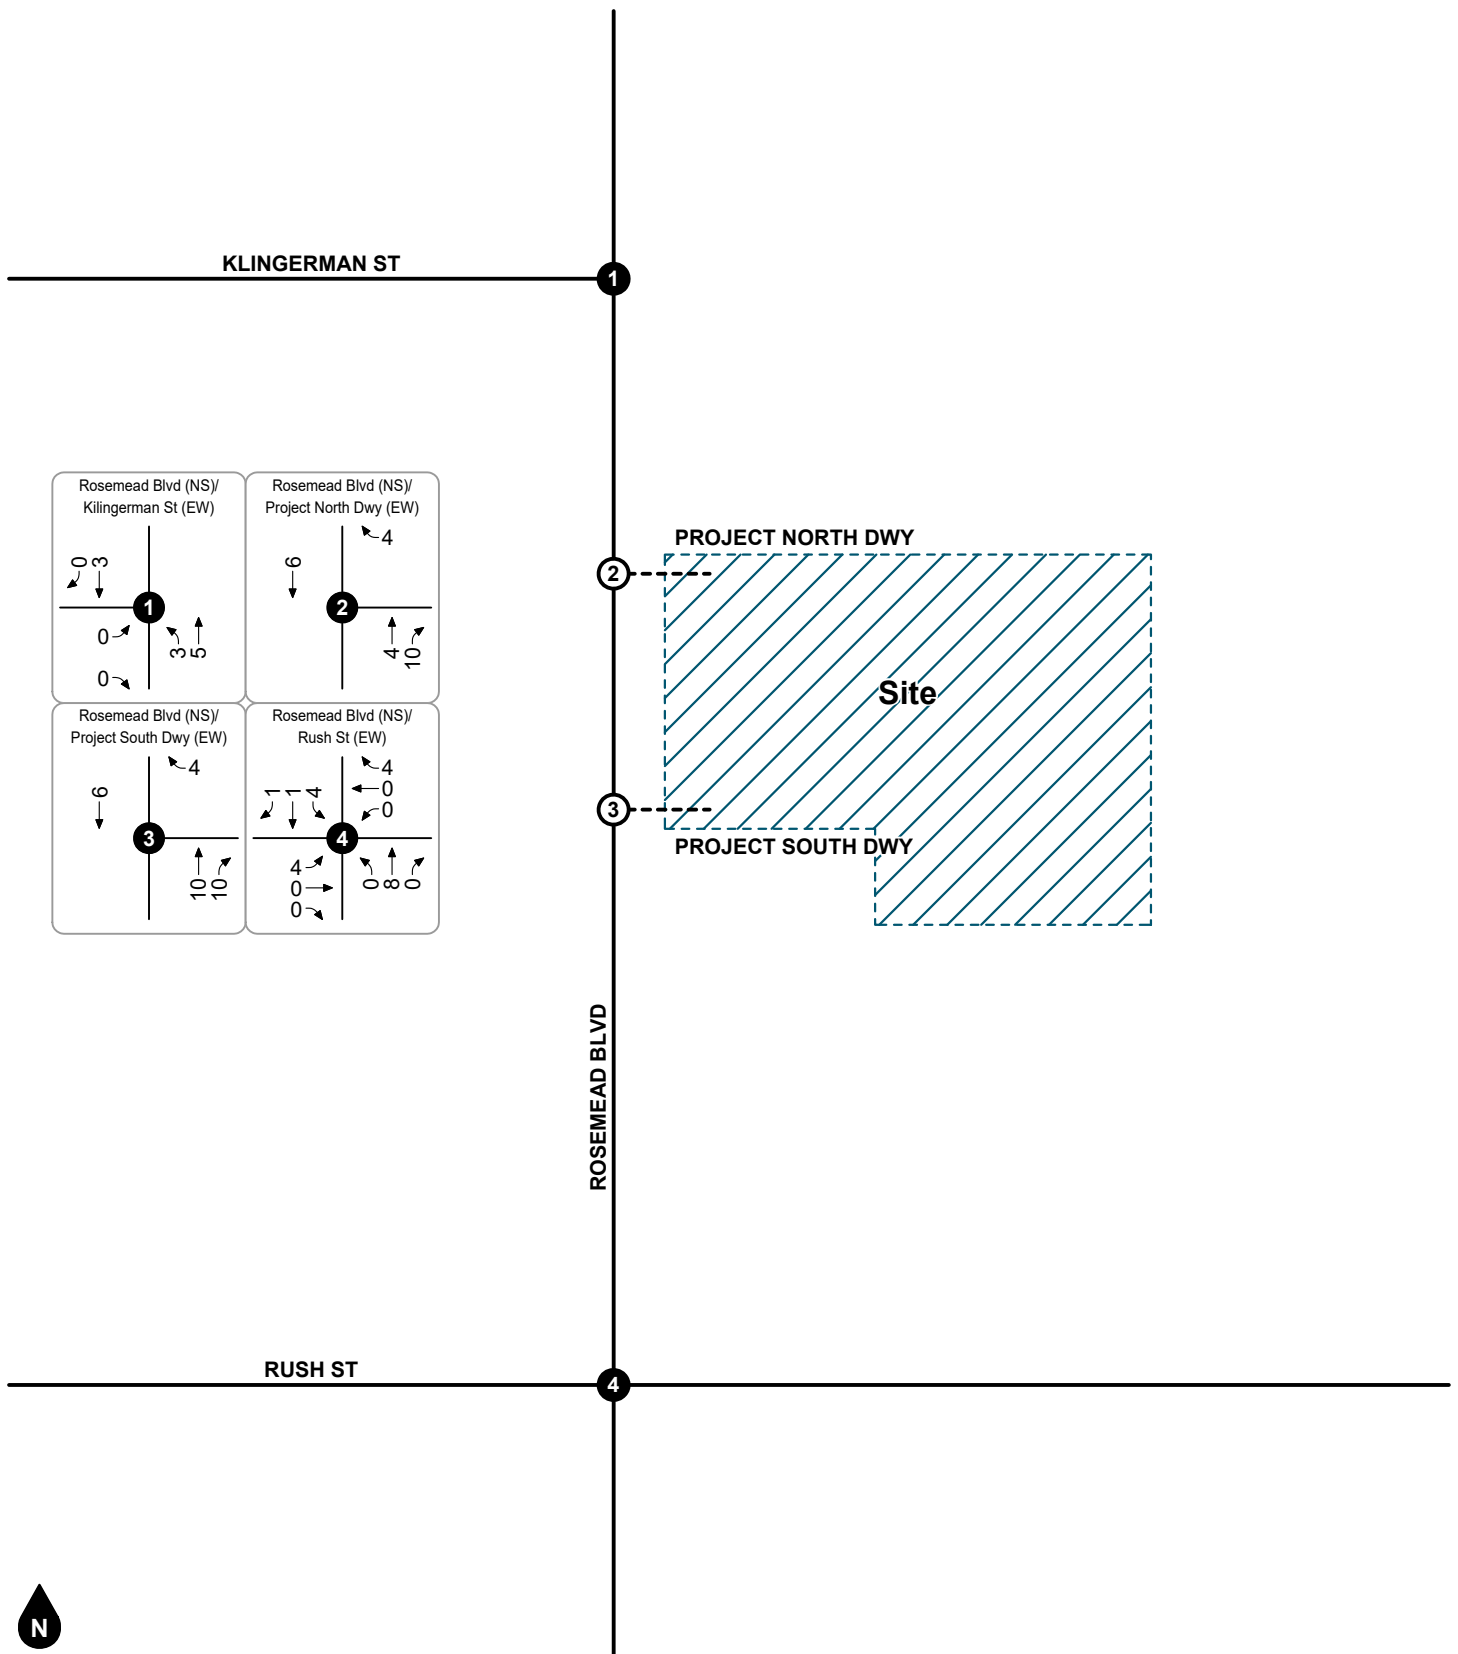 KLINGERMAN ST
1
Rosemead Blvd (NS)/
Kilingerman St (EW)
0
3
1
0
3
5
0
Rosemead Blvd (NS)/
Project North Dwy (EW)
4
6
2
4
10
Rosemead Blvd (NS)/
Project South Dwy (EW)
4
6
3
10
10
Rosemead Blvd (NS)/
Rush St (EW)
4
1
1
4
0
0
4
4
0
0
0
8
0
PROJECT NORTH DWY
2
Site
3
PROJECT SOUTH DWY
ROSEMEAD BLVD
RUSH ST
4
N